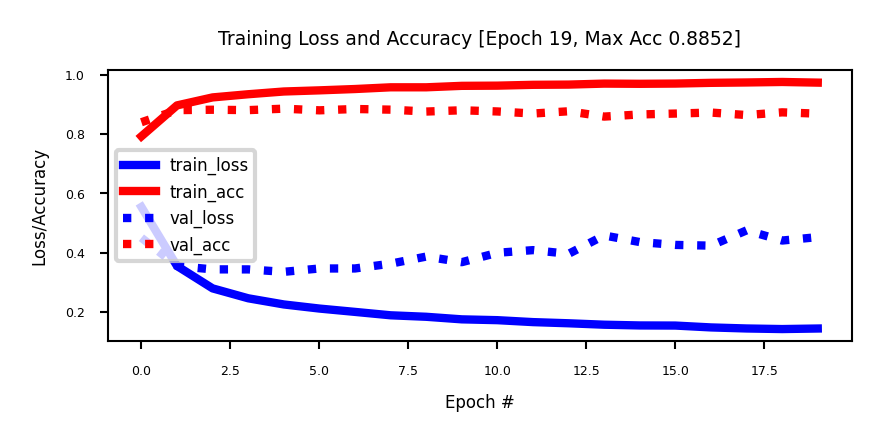 Training Loss and Accuracy [Epoch 19, Max Acc 0.8852]
1.0
0.8
0.6
0.4
0.2
Loss/Accuracy
train_loss
train_acc
val_loss
val_acc
0.0 2.5 5.0 7.5 10.0 12.5 15.0 17.5
Epoch #